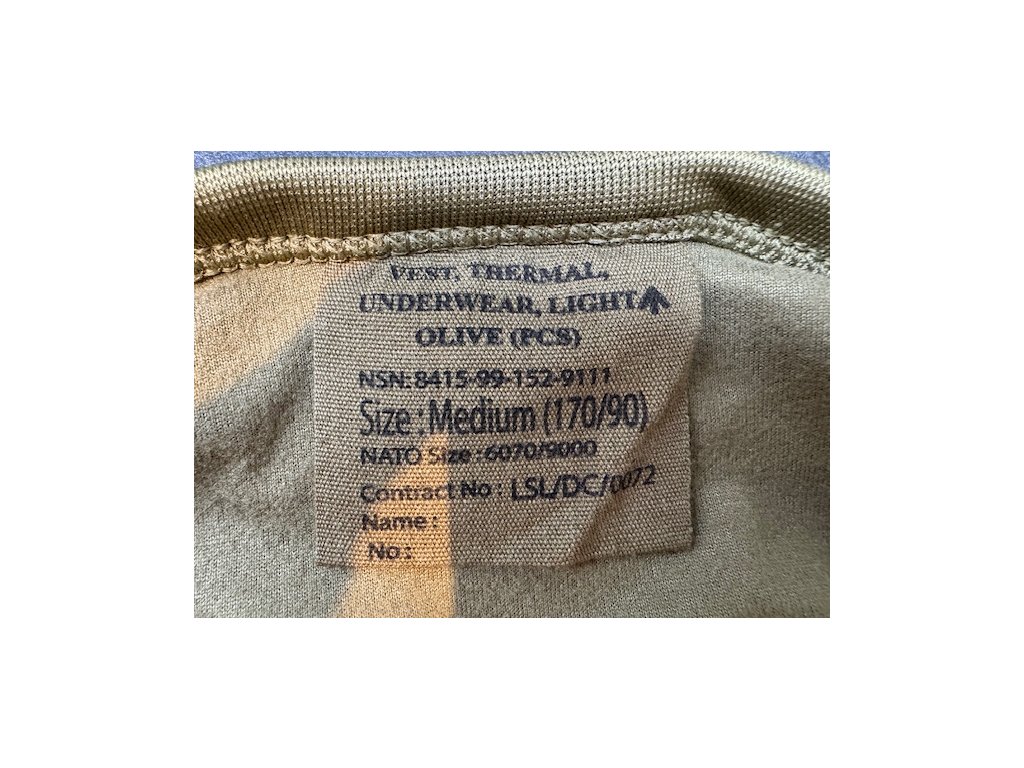 VEST, THERMAL,
UNDERWEAR, LIGHT
OLIVE (PCS)
NSN: 8415-99-152-9111
Size : Medium (170/90)
NATO Size : 6070/9000
Contract No : LSL/DC/0072
Name :
No :